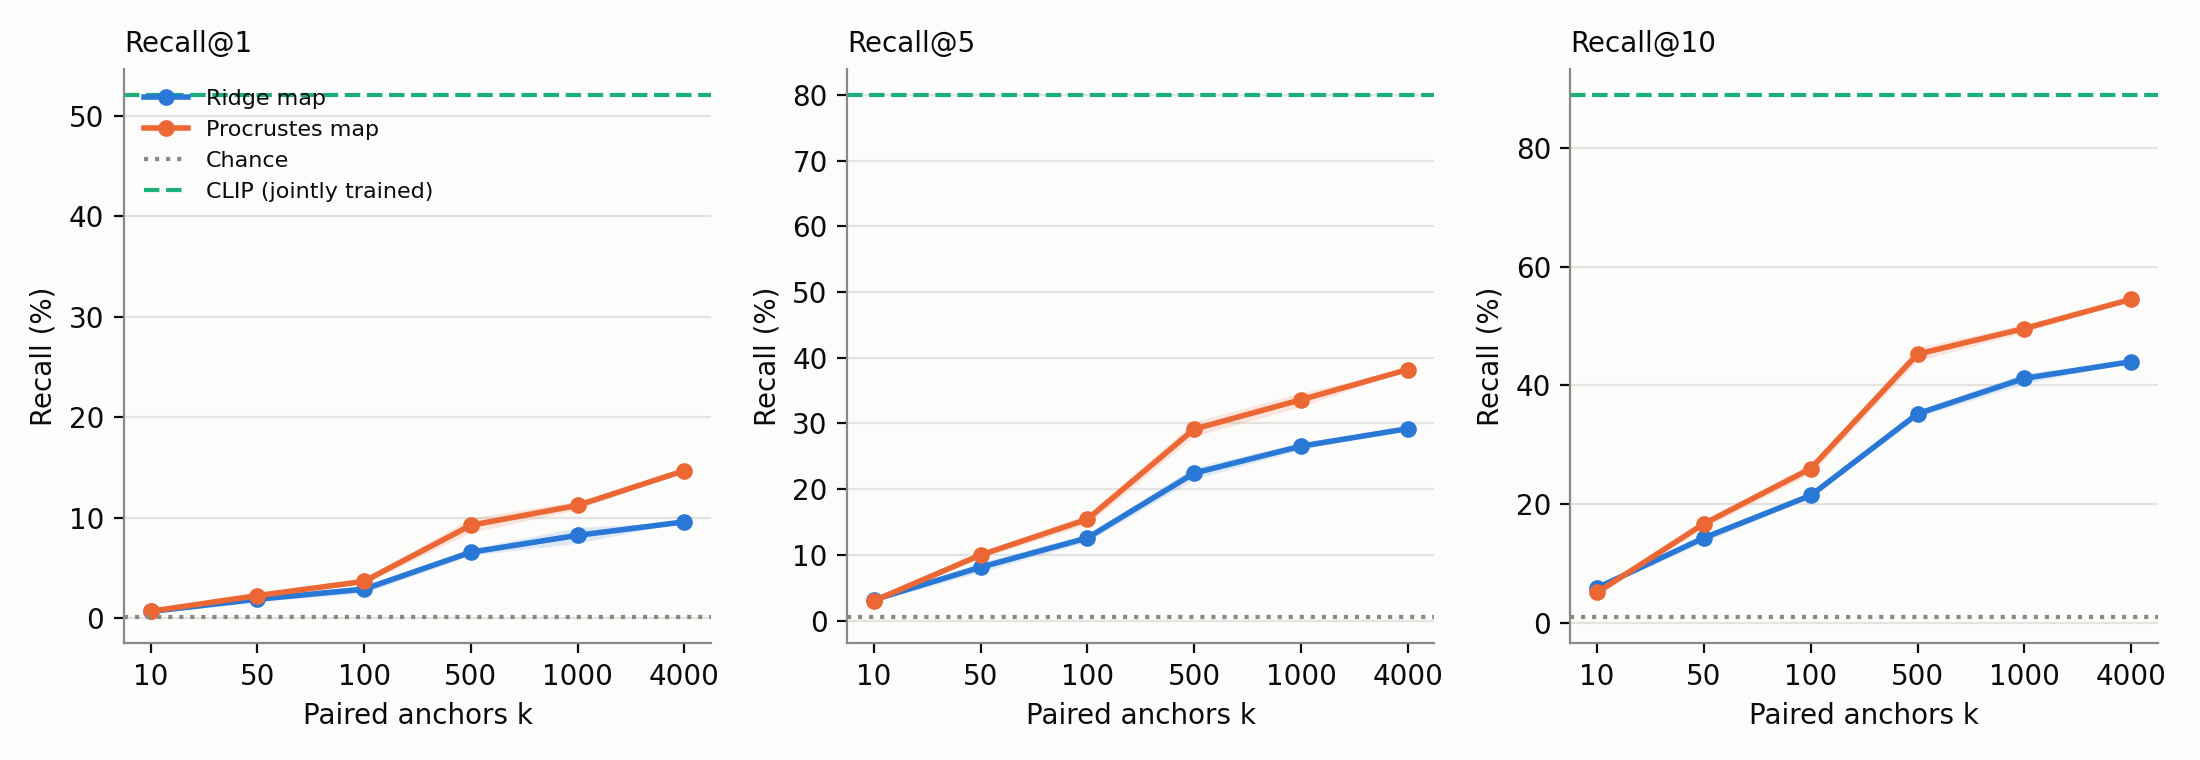 Recall@1
Recall (%)
50
40
30
20
10
0
Ridge map
Procrustes map
Chance
CLIP (jointly trained)
10 50 100 500 1000 4000
Paired anchors k
Recall@5
Recall (%)
80
70
60
50
40
30
20
10
0
10 50 100 500 1000 4000
Paired anchors k
Recall@10
Recall (%)
80
60
40
20
0
10 50 100 500 1000 4000
Paired anchors k